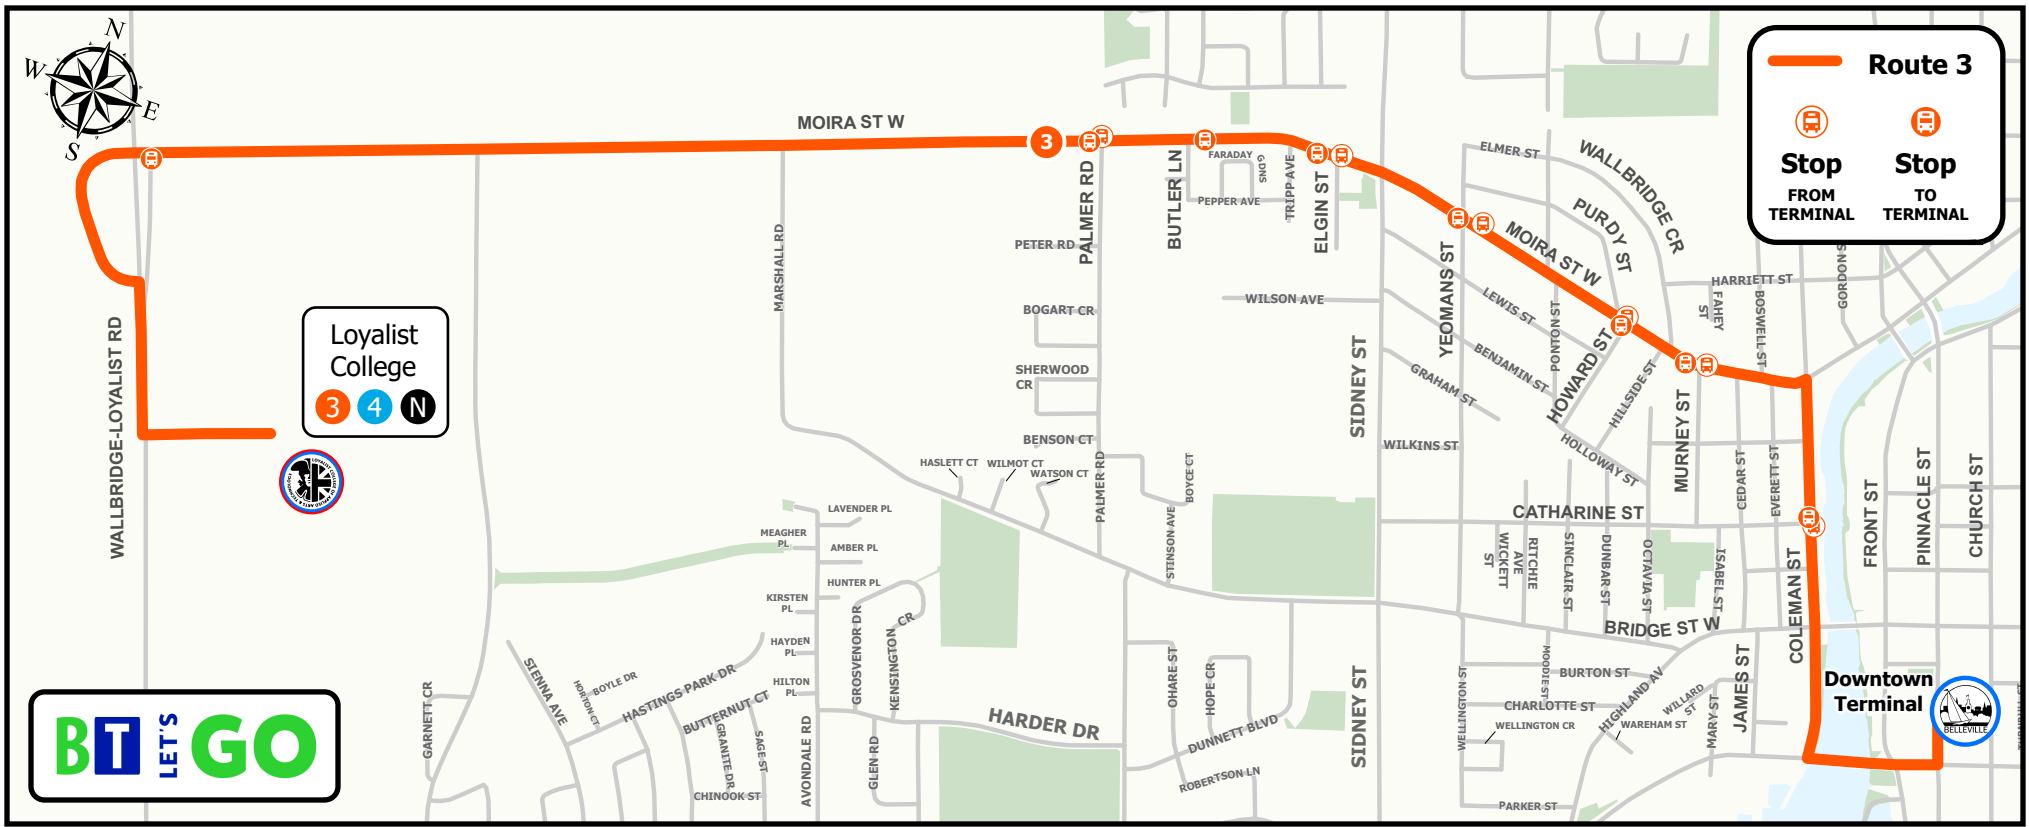 N
W
E
S
MOIRA ST W
3
Route 3
Stop
FROM
TERMINAL
Stop
TO
TERMINAL
PALMER RD
BUTLER LN
FARADAY
GDNS
PEPPER AVE
TRIPP AVE
ELGIN ST
ELMER ST
WALLBRIDGE CR
PURDY ST
MOIRA ST W
YEOMANS ST
LEWIS ST
PONTON ST
BENJAMIN ST
GRAHAM ST
HOWARD ST
HILLSIDE ST
HOLLOWAY ST
HARRIETT ST
FAHEY
ST
BOSWELL ST
GORDON S
MARSHALL RD
PETER RD
BOGART CR
SHERWOOD
CR
BENSON CT
WILSON AVE
SIDNEY ST
WILKINS ST
MURNEY ST
CEDAR ST
EVERETT ST
WALLBRIDGE-LOYALIST RD
Loyalist
College
3
4
N
HASLETT CT
WILMOT CT
WATSON CT
PALMER RD
BOYCE CT
STINSON AVE
CATHARINE ST
WICKETT
ST
RITCHIE
AVE
SINCLAIR ST
DUNBAR ST
OCTAVIA ST
ISABEL ST
COLEMAN ST
FRONT ST
PINNACLE ST
CHURCH ST
BRIDGE ST W
LAVENDER PL
MEAGHER
PL
AMBER PL
HUNTER PL
KIRSTEN
PL
HAYDEN
PL
HILTON
PL
GROSVENOR DR
KENSINGTON
CR
GARNETT CR
SIENNA AVE
HORTON CT
BOYLE DR
HASTINGS PARK DR
BUTTERNUT CT
GRANITE DR
SAGE ST
CHINOOK ST
AVONDALE RD
GLEN RD
HARDER DR
OHARE ST
HOPE CR
DUNNETT BLVD
ROBERTSON LN
SIDNEY ST
WELLINGTON ST
MOODIE ST
BURTON ST
CHARLOTTE ST
WELLINGTON CR
HIGHLAND AV
WILLARD
ST
WAREHAM ST
MARY ST
JAMES ST
PARKER ST
Downtown
Terminal
BELLEVILLE
BT LET'S GO